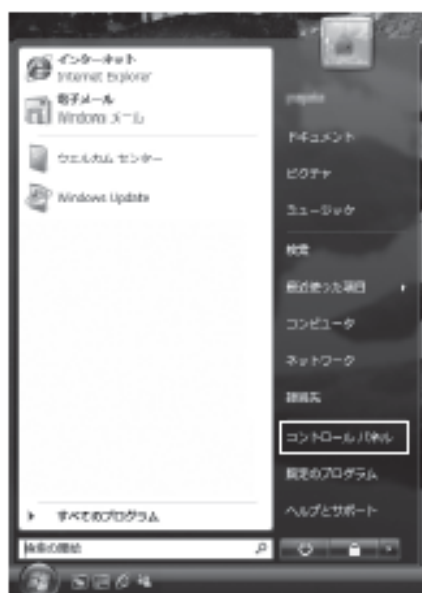 インターネット
Internet Explorer
電子メール
Windows メール
ウェルカム センター
Windows Update
すべてのプログラム
検索の開始
ドキュメント
ピクチャ
ミュージック
検索
最近使った項目
コンピュータ
ネットワーク
接続先
コントロール パネル
既定のプログラム
ヘルプとサポート